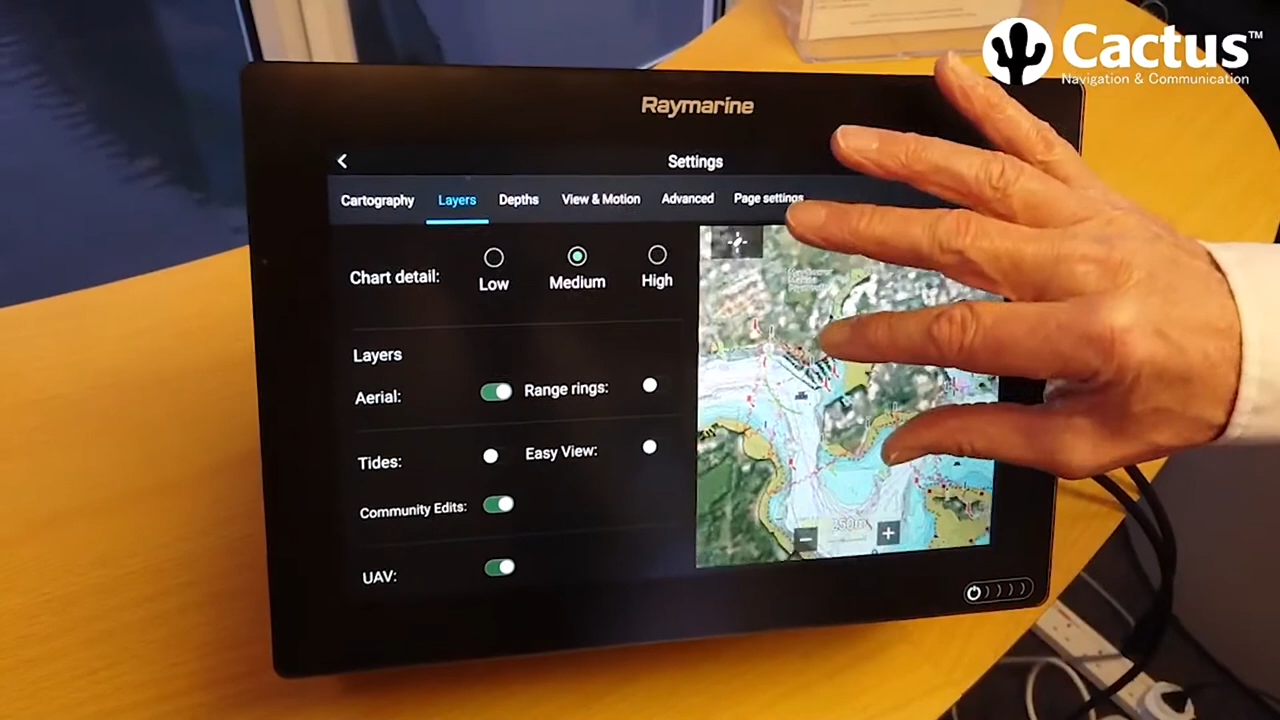 Cactus™
Navigation & Communication
Raymarine
Settings
Cartography Layers Depths View & Motion Advanced Page settings
Chart detail:
Low Medium High
Layers
Aerial: Range rings:
Tides: Easy View:
Community Edits:
UAV: